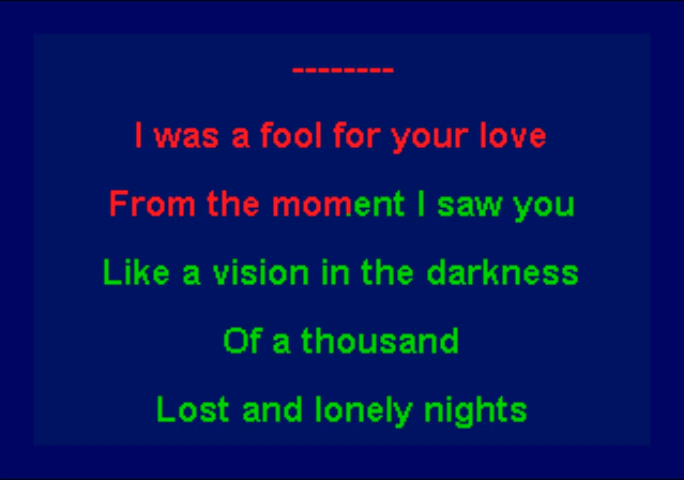 --------
I was a fool for your love
From the moment I saw you
Like a vision in the darkness
Of a thousand
Lost and lonely nights